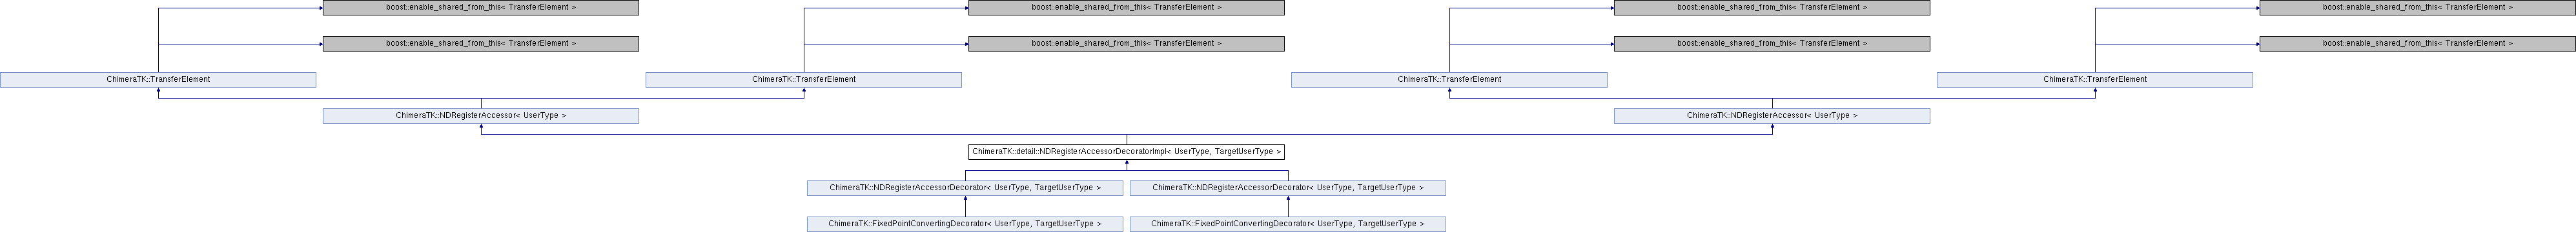 boost::enable_shared_from_this< TransferElement >
boost::enable_shared_from_this< TransferElement >
boost::enable_shared_from_this< TransferElement >
boost::enable_shared_from_this< TransferElement >
boost::enable_shared_from_this< TransferElement >
boost::enable_shared_from_this< TransferElement >
boost::enable_shared_from_this< TransferElement >
boost::enable_shared_from_this< TransferElement >
ChimeraTK::TransferElement
ChimeraTK::TransferElement
ChimeraTK::TransferElement
ChimeraTK::TransferElement
ChimeraTK::NDRegisterAccessor< UserType >
ChimeraTK::NDRegisterAccessor< UserType >
ChimeraTK::detail::NDRegisterAccessorDecoratorImpl< UserType, TargetUserType >
ChimeraTK::NDRegisterAccessorDecorator< UserType, TargetUserType >
ChimeraTK::NDRegisterAccessorDecorator< UserType, TargetUserType >
ChimeraTK::FixedPointConvertingDecorator< UserType, TargetUserType >
ChimeraTK::FixedPointConvertingDecorator< UserType, TargetUserType >